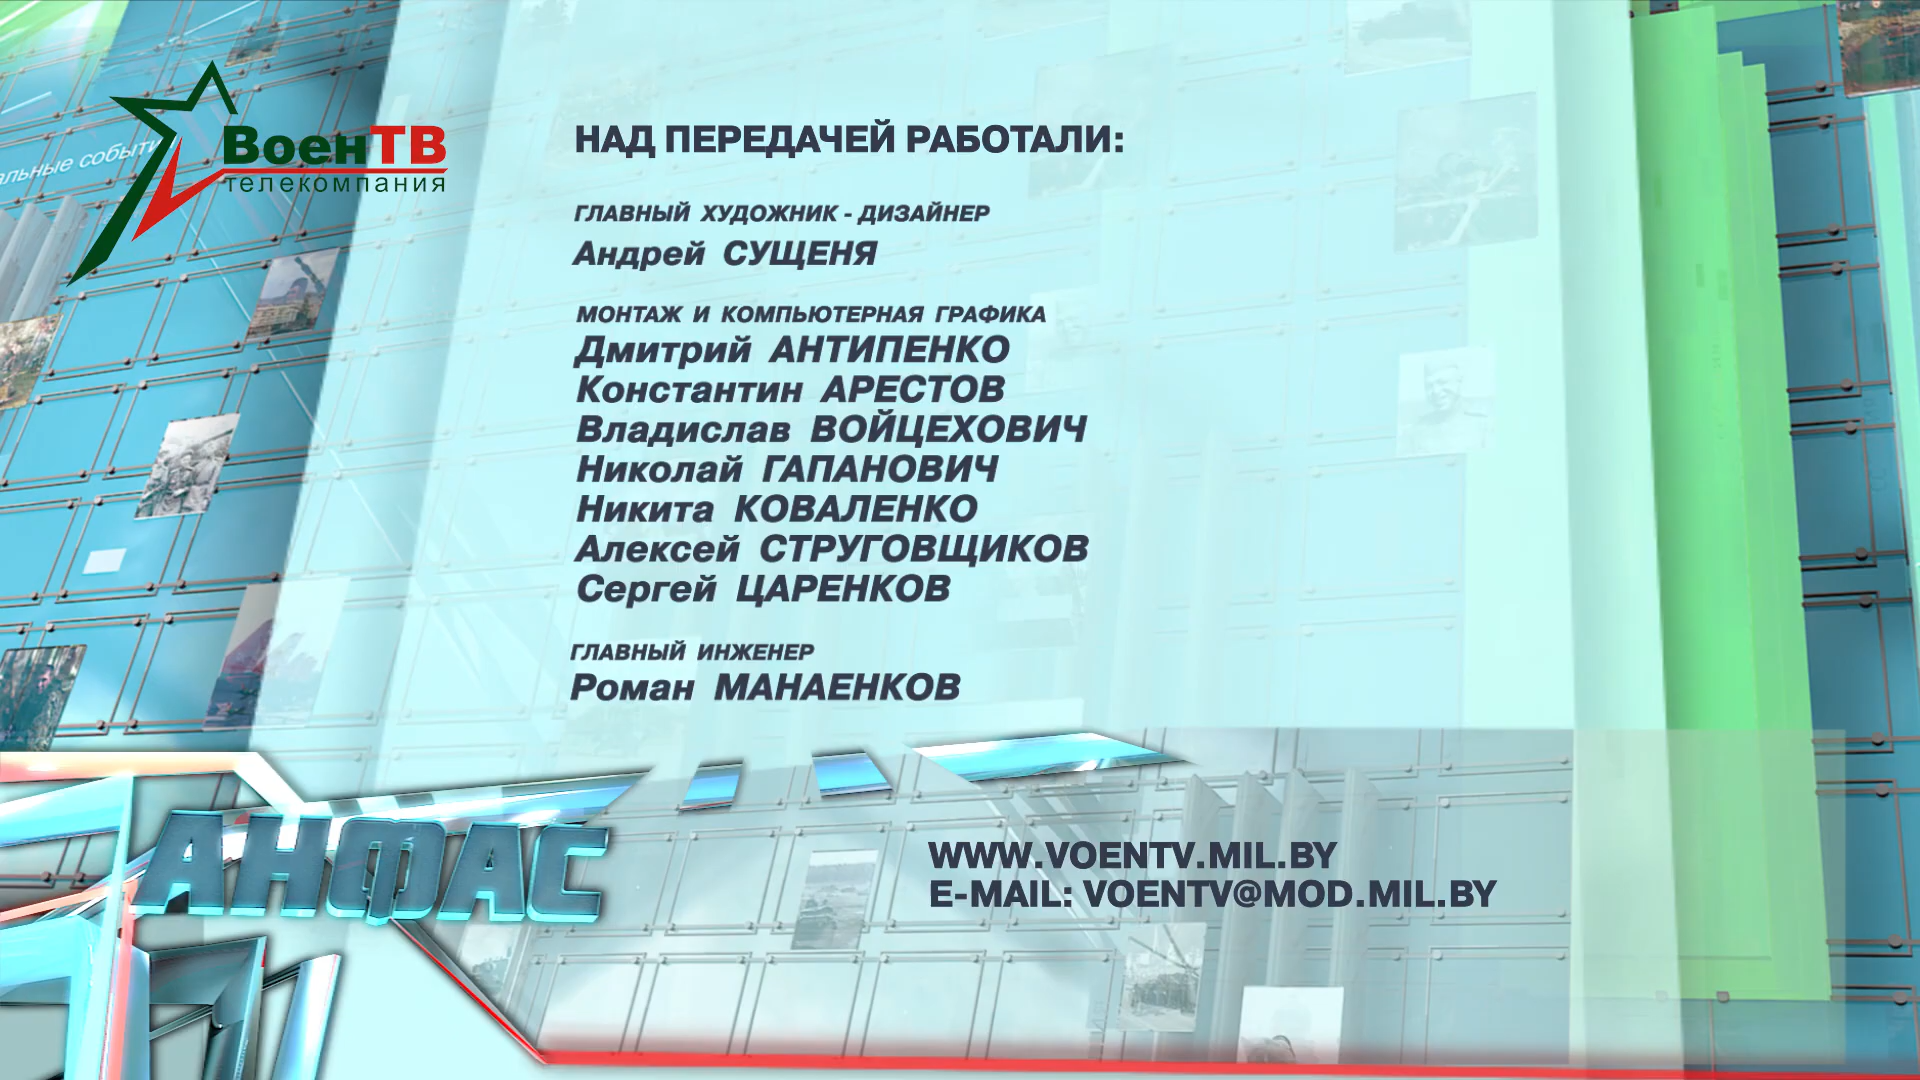 альные событи
ВоенТВ
телекомпания
НАД ПЕРЕДАЧЕЙ РАБОТАЛИ:
ГЛАВНЫЙ ХУДОЖНИК - ДИЗАЙНЕР
Андрей СУЩЕНЯ
МОНТАЖ И КОМПЬЮТЕРНАЯ ГРАФИКА
Дмитрий АНТИПЕНКО
Константин АРЕСТОВ
Владислав ВОЙЦЕХОВИЧ
Николай ГАПАНОВИЧ
Никита КОВАЛЕНКО
Алексей СТРУГОВЩИКОВ
Сергей ЦАРЕНКОВ
ГЛАВНЫЙ ИНЖЕНЕР
Роман МАНАЕНКОВ
АНФАС
WWW.VOENTV.MIL.BY
E-MAIL: VOENTV@MOD.MIL.BY